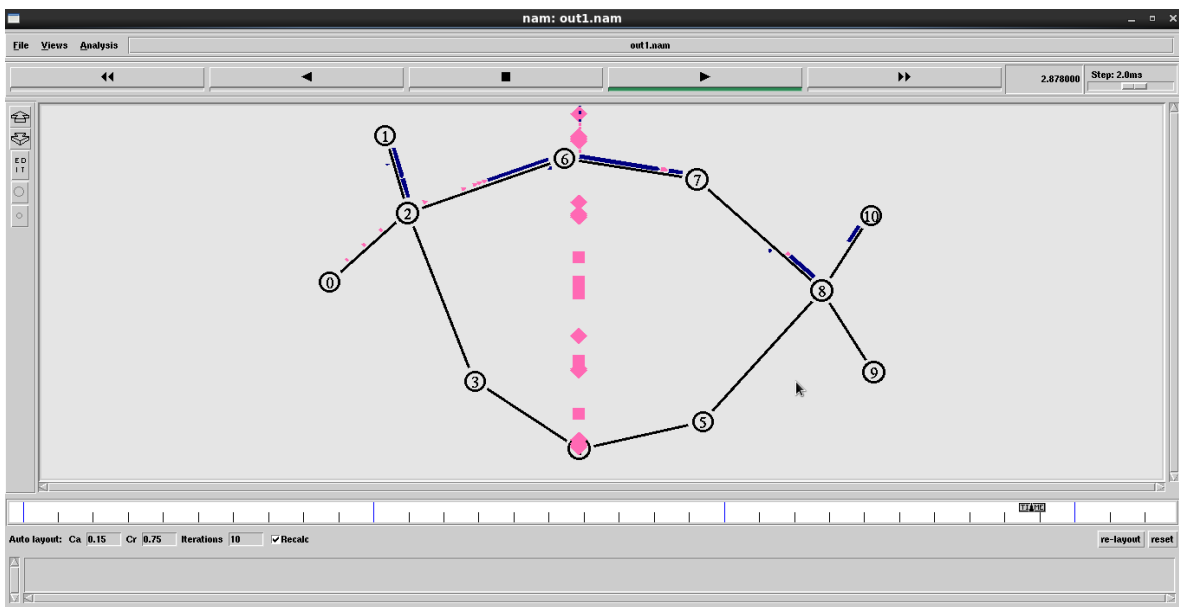 nam: out1.nam
File Views Analysis out1.nam
2.878000 Step: 2.0ms
ED
IT
1
6
7
2
10
0
8
3
9
5
TIME
Auto layout: Ca 0.15 Cr 0.75 Iterations 10 Recalc re-layout reset